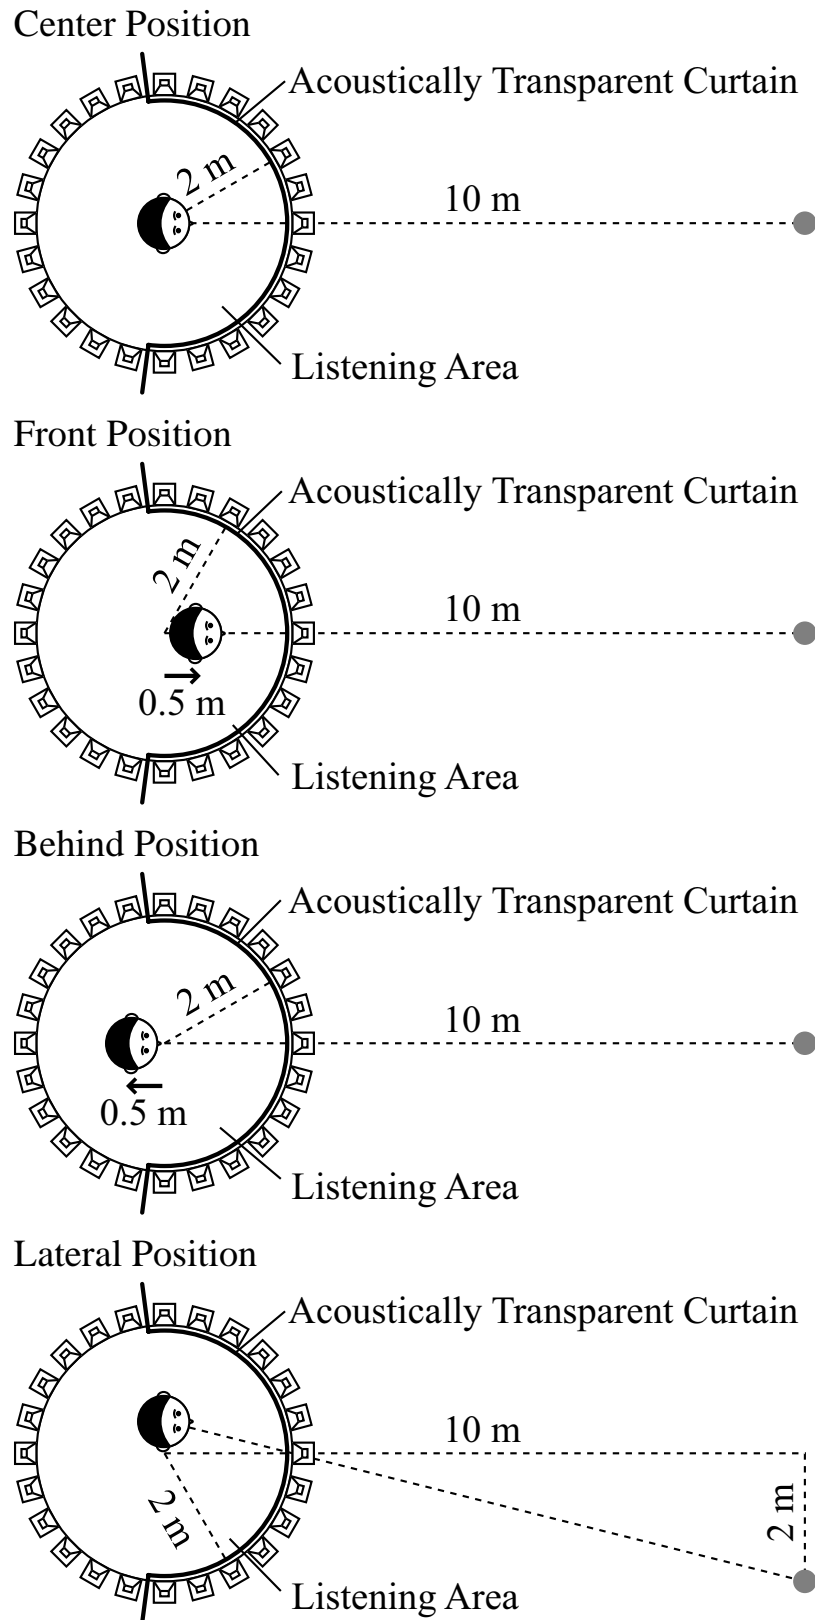 Center Position
Acoustically Transparent Curtain
2 m
10 m
Listening Area
Front Position
Acoustically Transparent Curtain
2 m
10 m
0.5 m
Listening Area
Behind Position
Acoustically Transparent Curtain
2 m
10 m
0.5 m
Listening Area
Lateral Position
Acoustically Transparent Curtain
10 m
2 m
2 m
Listening Area